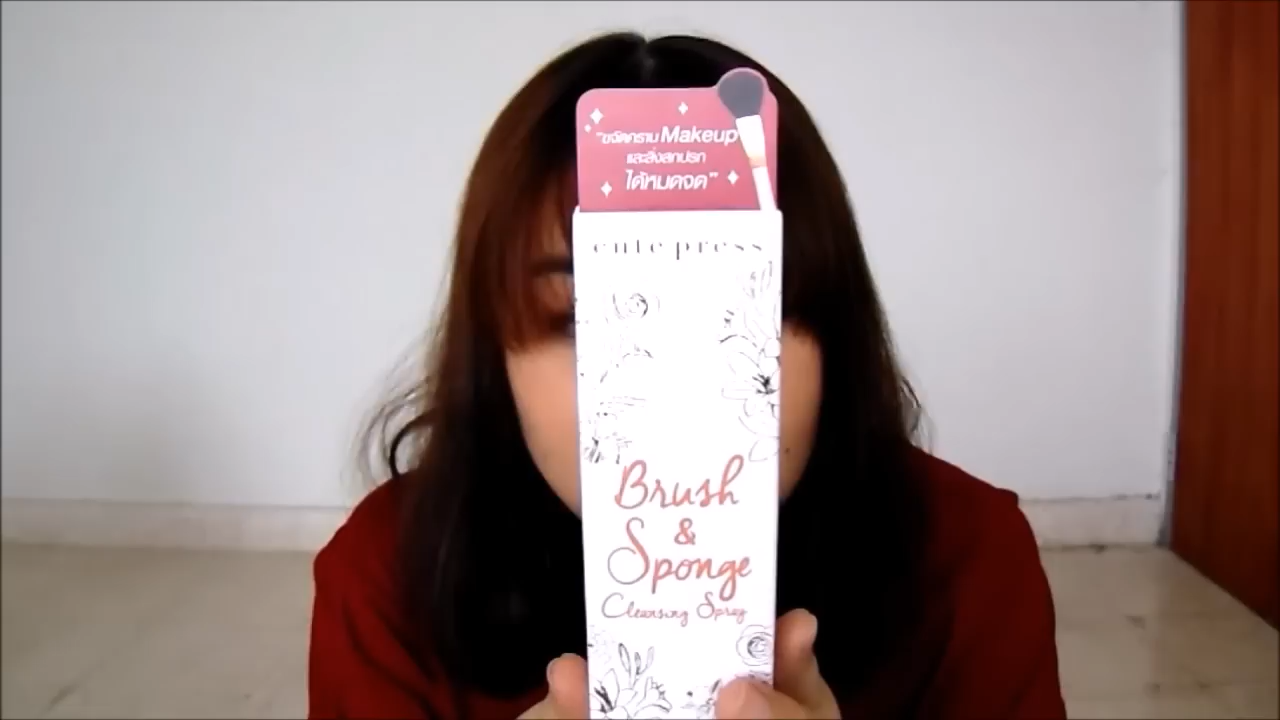 "ขจัดคราบ Makeup
และสิ่งสกปรก
ได้หมดจด"
cute press
Brush
&
Sponge
Cleansing Spray